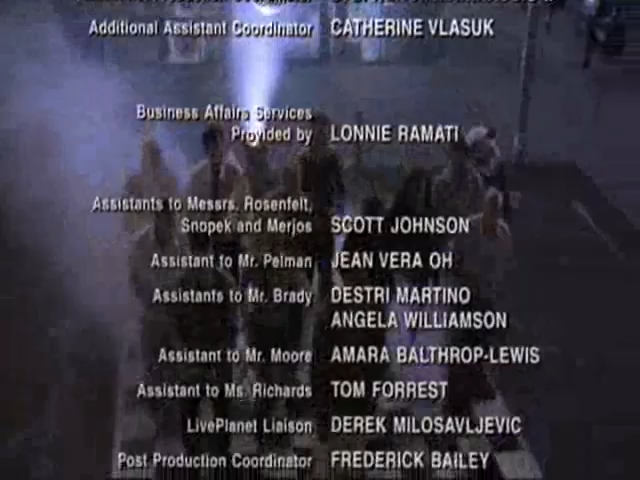 Additional Assistant Coordinator CATHERINE VLASUK
Business Affairs Services
Provided by LONNIE RAMATI
Assistants to Messrs. Rosenfelt,
Snopek and Merjos SCOTT JOHNSON
Assistant to Mr. Pelman JEAN VERA OH
Assistants to Mr. Brady DESTRI MARTINO
ANGELA WILLIAMSON
Assistant to Mr. Moore AMARA BALTHROP-LEWIS
Assistant to Ms. Richards TOM FORREST
LivePlanet Liaison DEREK MILOSAVLJEVIC
Post Production Coordinator FREDERICK BAILEY